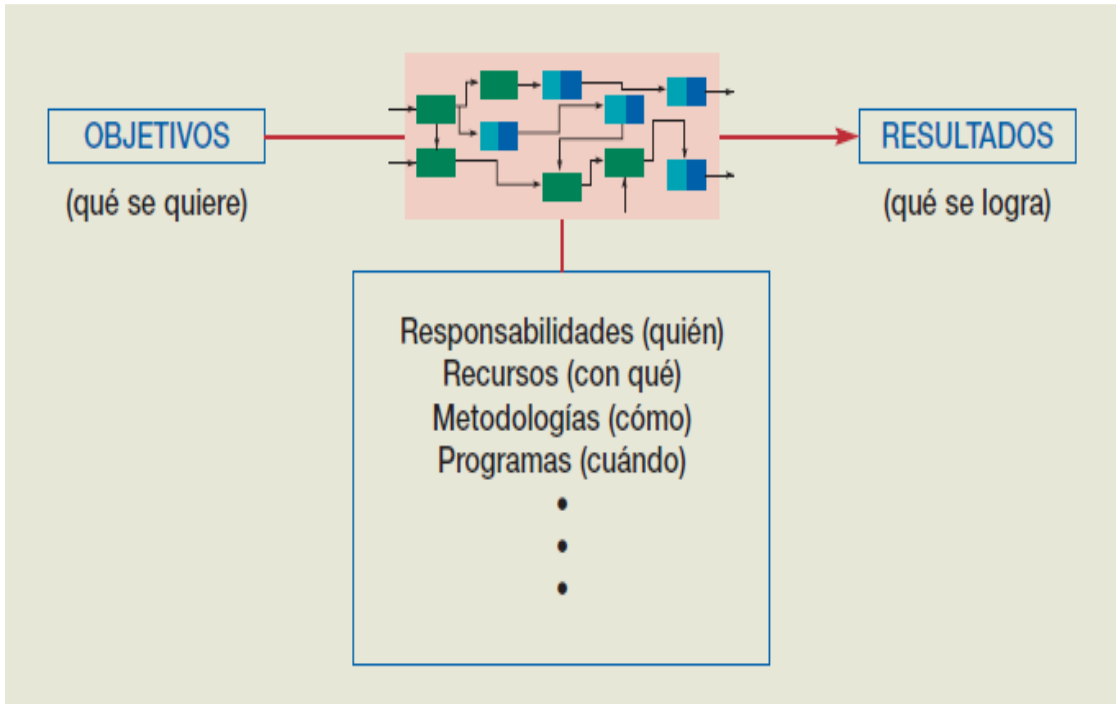 OBJETIVOS
RESULTADOS
(qué se quiere)
(qué se logra)
Responsabilidades (quién)
Recursos (con qué)
Metodologías (cómo)
Programas (cuándo)
•
•
•